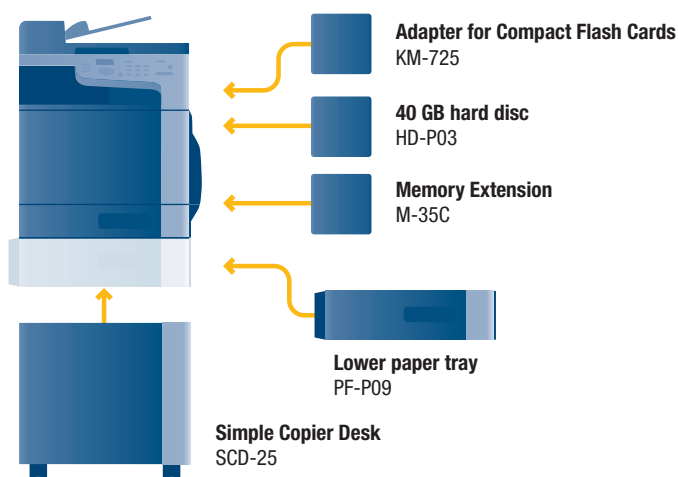 Adapter for Compact Flash Cards
KM-725
40 GB hard disc
HD-P03
Memory Extension
M-35C
Lower paper tray
PF-P09
Simple Copier Desk
SCD-25